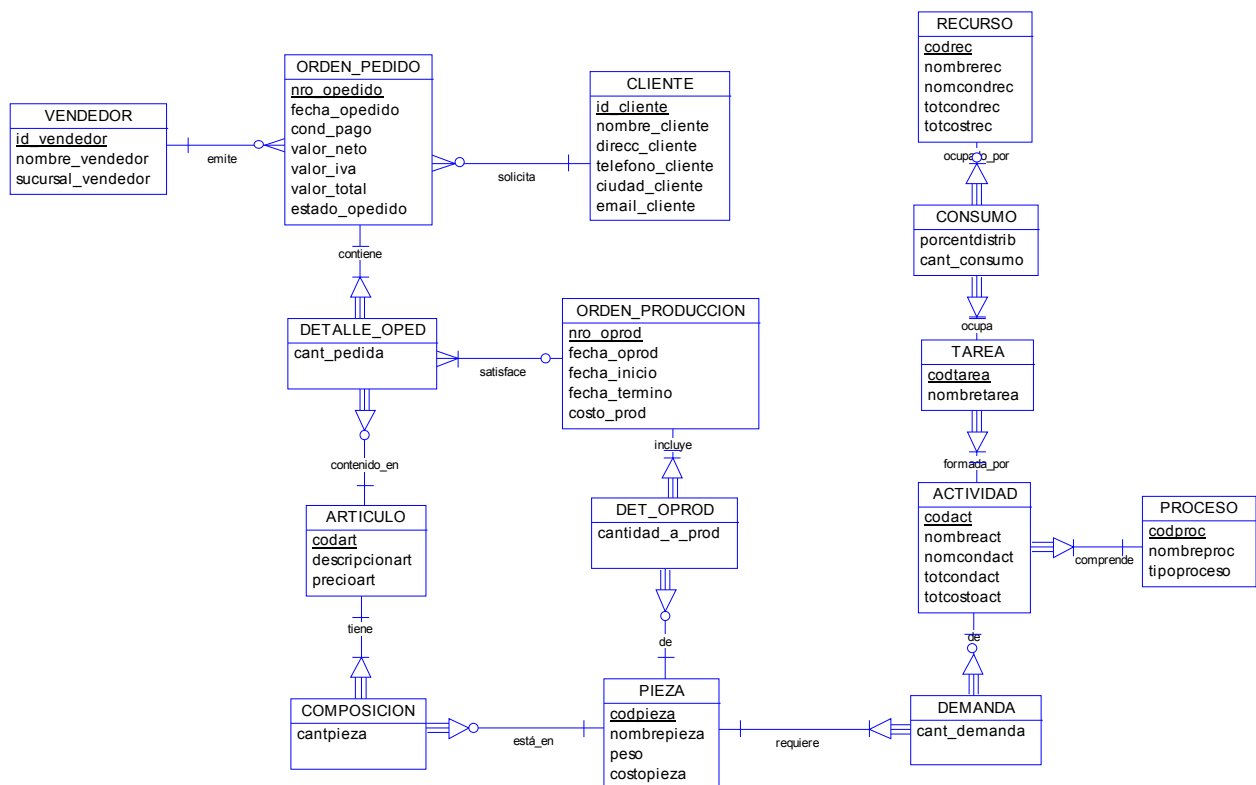 RECURSO
codrec
nombrerec
nomcondrec
totcondrec
totcostrec
ORDEN_PEDIDO
nro_opedido
fecha_opedido
cond_pago
valor_neto
valor_iva
valor_total
estado_opedido
CLIENTE
id_cliente
nombre_cliente
direcc_cliente
telefono_cliente
ciudad_cliente
email_cliente
VENDEDOR
id_vendedor
nombre_vendedor
sucursal_vendedor
emite
solicita
ocupado_por
CONSUMO
porcentdistrib
cant_consumo
contiene
DETALLE_OPED
cant_pedida
satisface
ORDEN_PRODUCCION
nro_oprod
fecha_oprod
fecha_inicio
fecha_termino
costo_prod
ocupa
TAREA
codtarea
nombretarea
incluye
contenido_en
formada_por
ARTICULO
codart
descripcionart
precioart
DET_OPROD
cantidad_a_prod
ACTIVIDAD
codact
nombreact
nomcondact
totcondact
totcostoact
comprende
PROCESO
codproc
nombreproc
tipoproceso
tiene
de
de
COMPOSICION
cantpieza
está_en
PIEZA
codpieza
nombrepieza
peso
costopieza
requiere
DEMANDA
cant_demanda